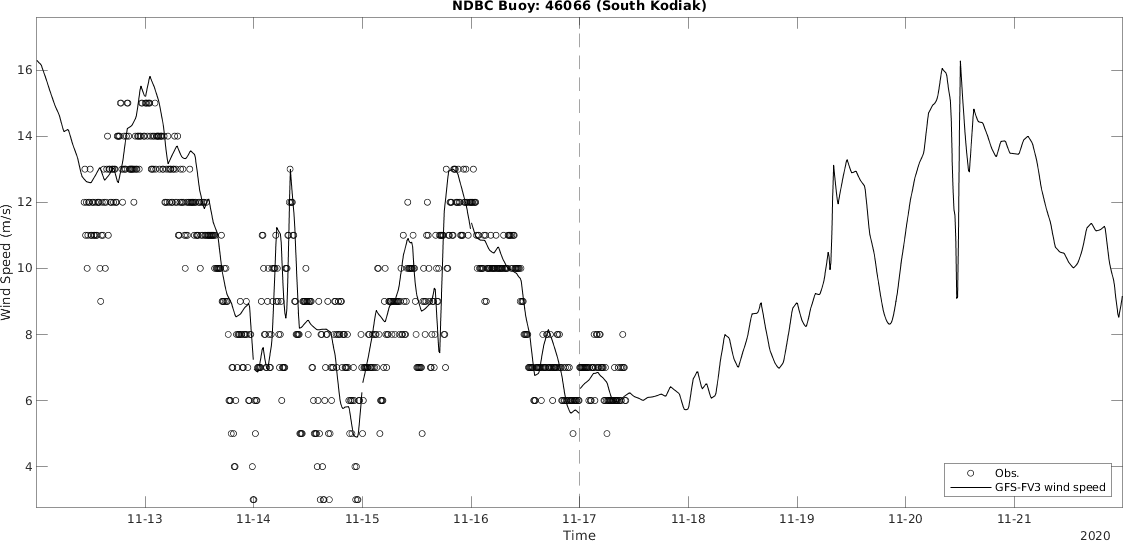 NDBC Buoy: 46066 (South Kodiak)
16
14
12
10
8
6
4
Wind Speed (m/s)
Obs.
GFS-FV3 wind speed
11-13 11-14 11-15 11-16 11-17 11-18 11-19 11-20 11-21
Time
2020